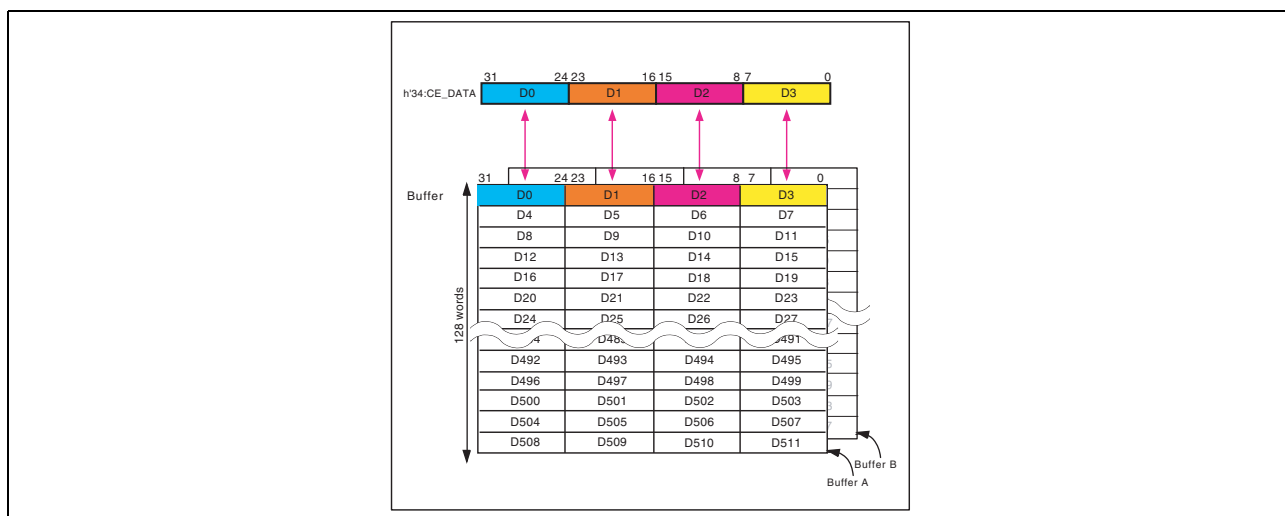 31 24 23 16 15 8 7 0
h'34:CE_DATA D0 D1 D2 D3
31 24 23 16 15 8 7 0
Buffer D0 D1 D2 D3
D4 D5 D6 D7
D8 D9 D10 D11
D12 D13 D14 D15
D16 D17 D18 D19
D20 D21 D22 D23
D24 D25 D26 D27
128 words
D491
D492 D493 D494 D495
D496 D497 D498 D499
D500 D501 D502 D503
D504 D505 D506 D507
D508 D509 D510 D511
Buffer B
Buffer A